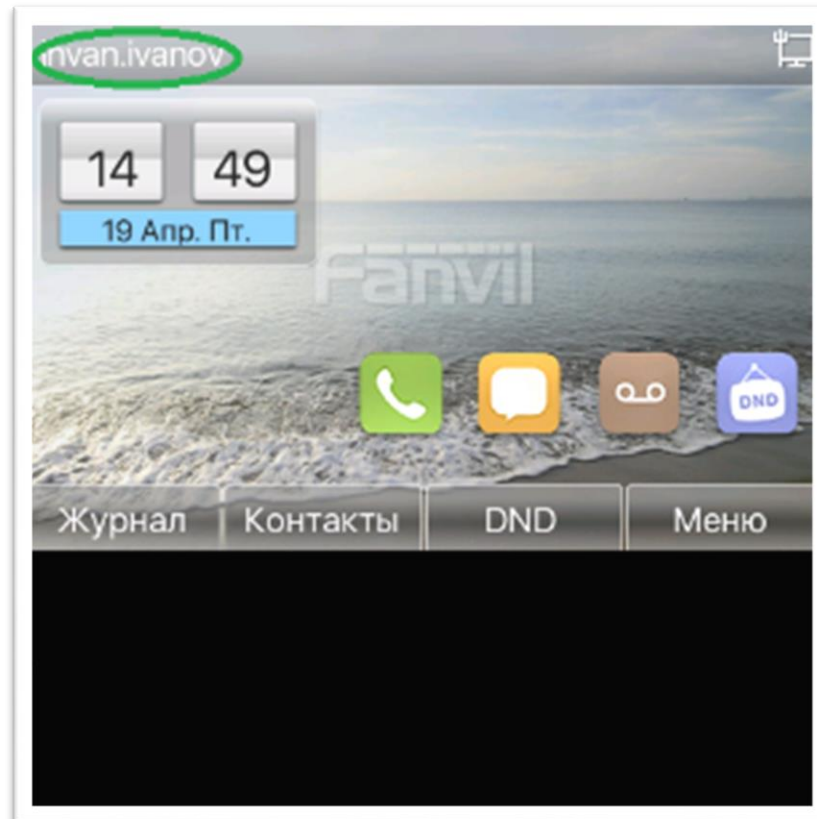 invan.ivanov
14 49
19 Апр. Пт.
Fanvil
DND
Журнал Контакты DND Меню